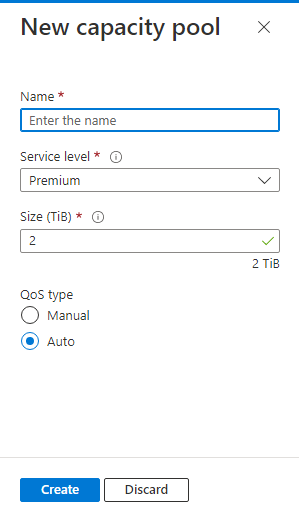 New capacity pool
Name *
Enter the name
Service level *
Premium
Size (TiB) *
2
2 TiB
QoS type
Manual
Auto
Create Discard